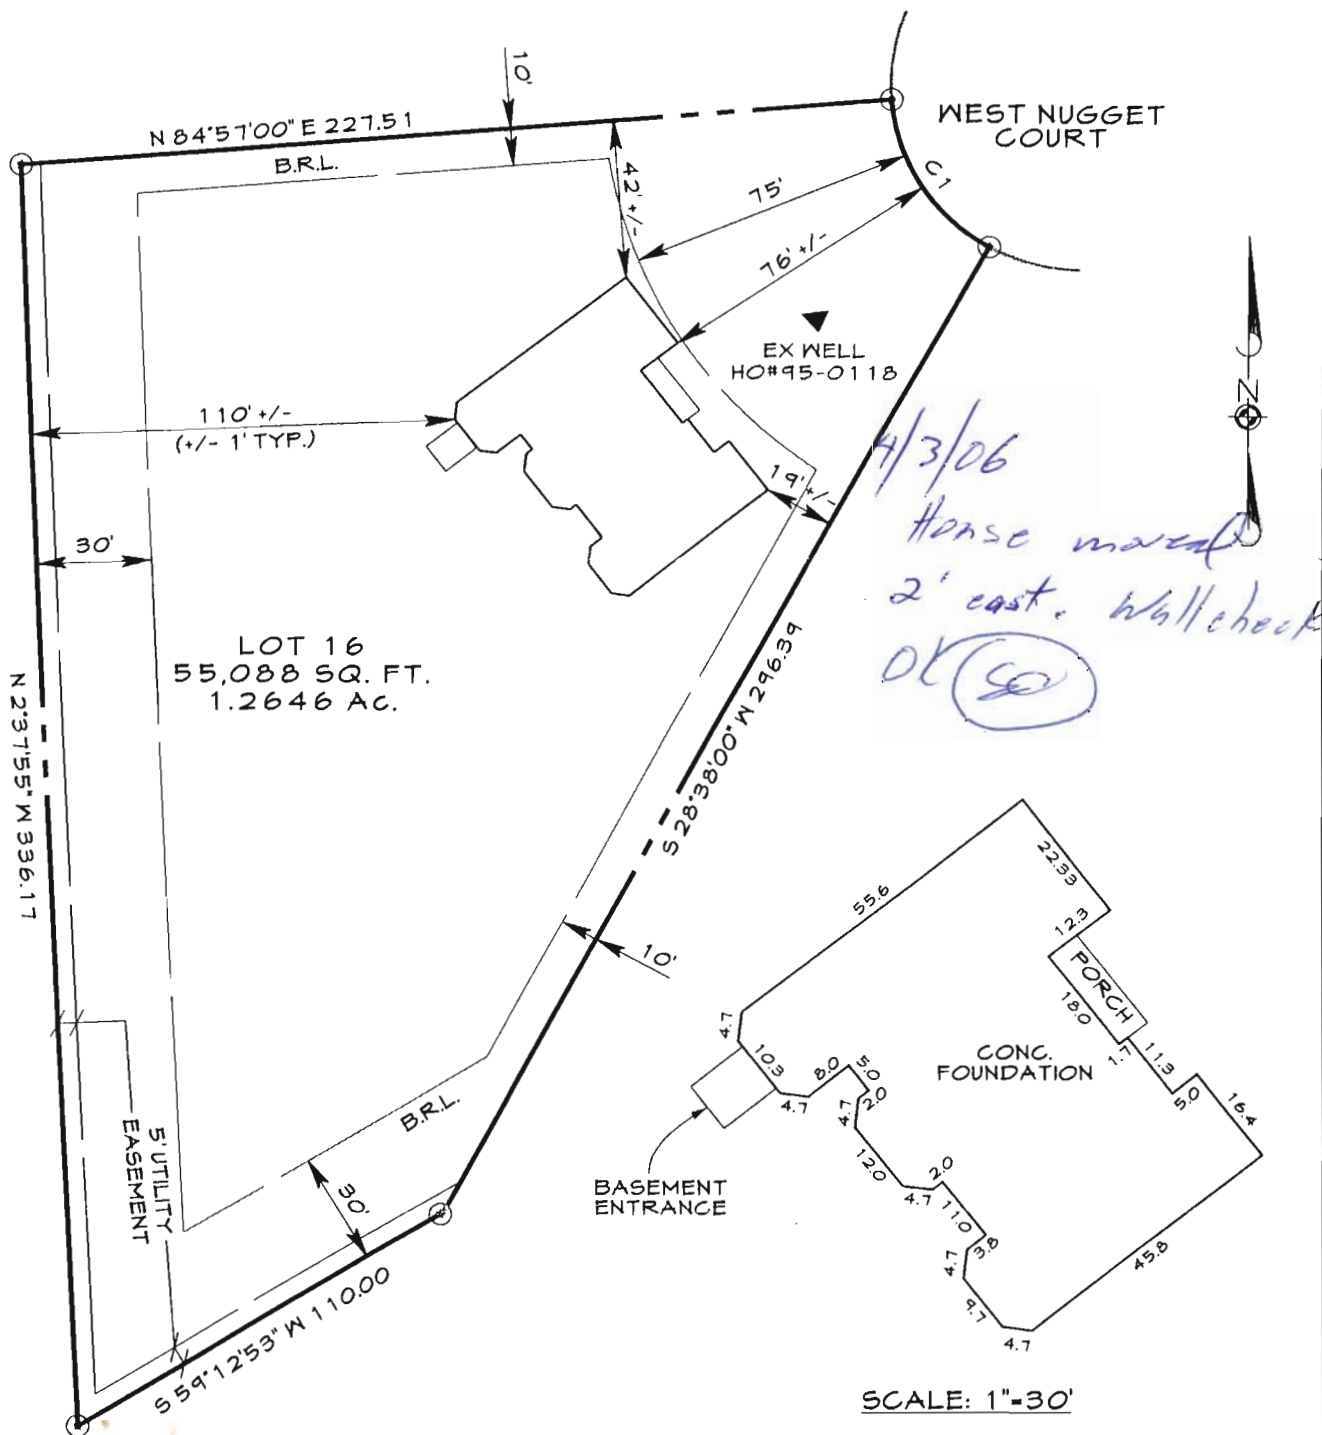 10'
N 84°57'00" E 227.51
B.R.L.
WEST NUGGET
COURT
C1
42' +/-
75'
76' +/-
EX WELL
HO#95-0118
110' +/-
(+/- 1' TYP.)
19' +/-
N
30'
4/3/06
House moved
2' east. Wall check
OK
LOT 16
55,088 SQ. FT.
1.2646 AC.
N 2°37'55" W 336.17
S 28°38'00" W 296.39
10'
B.R.L.
30'
5' UTILITY
EASEMENT
S 59°12'53" W 110.00
55.6
22.33
12.3
PORCH
18.0
1.7
11.3
5.0
16.4
CONC.
FOUNDATION
4.7
10.3
4.7
8.0
5.0
2.0
4.7
12.0
4.7
2.0
11.0
3.8
4.7
9.7
4.7
45.8
BASEMENT
ENTRANCE
SCALE: 1"=30'